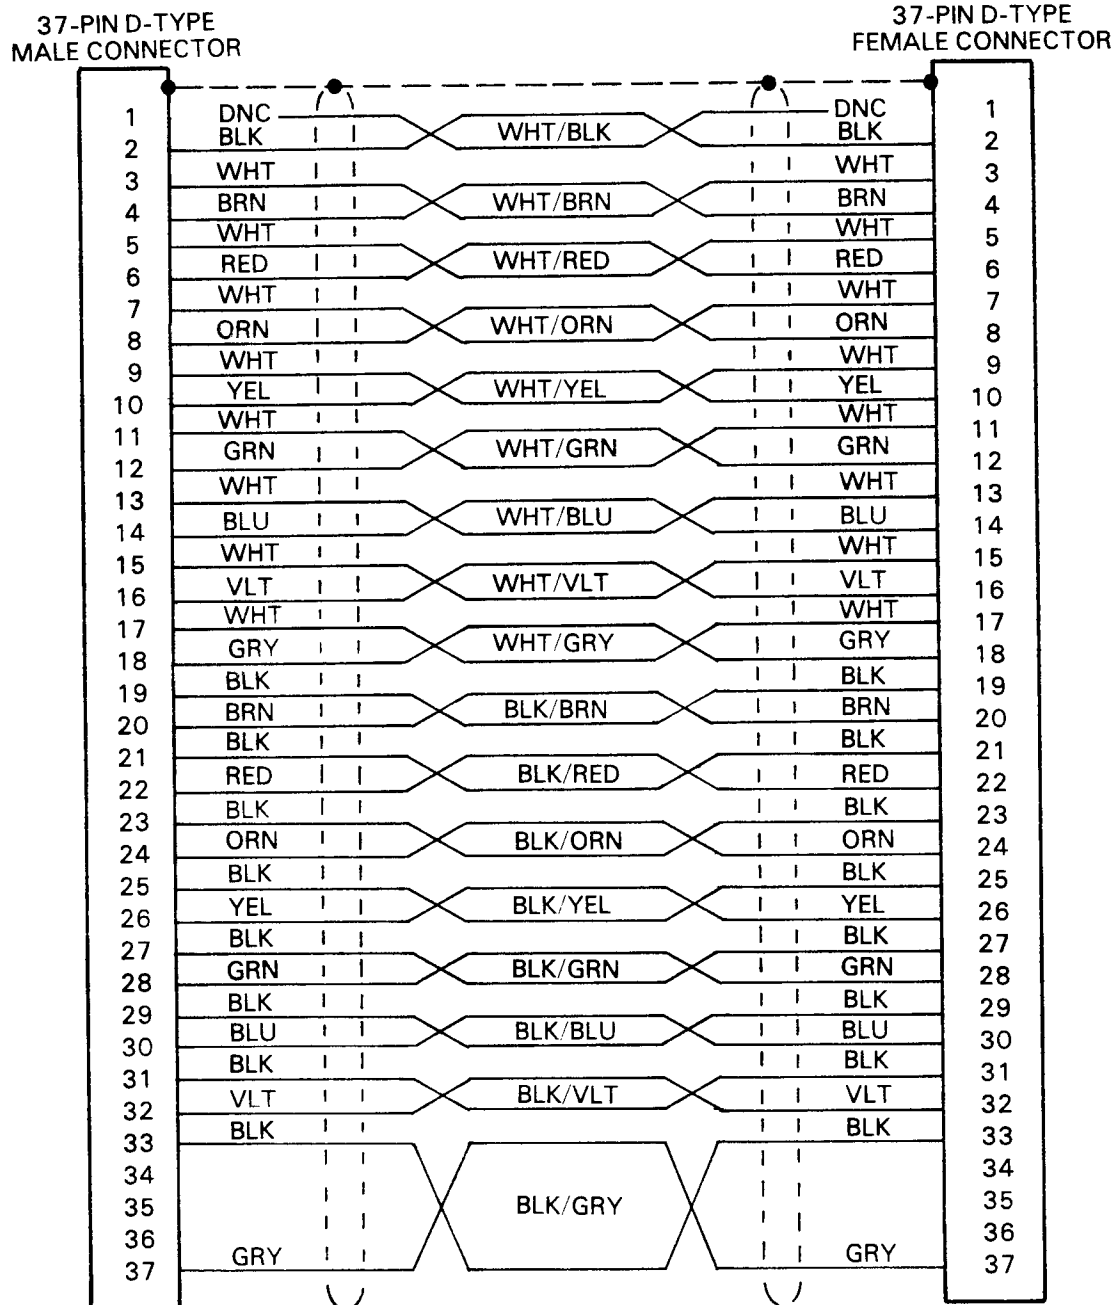 37-PIN D-TYPE
MALE CONNECTOR
37-PIN D-TYPE
FEMALE CONNECTOR
1 DNC DNC 1
2 BLK WHT/BLK BLK 2
3 WHT WHT 3
4 BRN WHT/BRN BRN 4
5 WHT WHT 5
6 RED WHT/RED RED 6
7 WHT WHT 7
8 ORN WHT/ORN ORN 8
9 WHT WHT 9
10 YEL WHT/YEL YEL 10
11 WHT WHT 11
12 GRN WHT/GRN GRN 12
13 WHT WHT 13
14 BLU WHT/BLU BLU 14
15 WHT WHT 15
16 VLT WHT/VLT VLT 16
17 WHT WHT 17
18 GRY WHT/GRY GRY 18
19 BLK BLK 19
20 BRN BLK/BRN BRN 20
21 BLK BLK 21
22 RED BLK/RED RED 22
23 BLK BLK 23
24 ORN BLK/ORN ORN 24
25 BLK BLK 25
26 YEL BLK/YEL YEL 26
27 BLK BLK 27
28 GRN BLK/GRN GRN 28
29 BLK BLK 29
30 BLU BLK/BLU BLU 30
31 BLK BLK 31
32 VLT BLK/VLT VLT 32
33 BLK BLK 33
34 34
35 BLK/GRY 35
36 36
37 GRY GRY 37